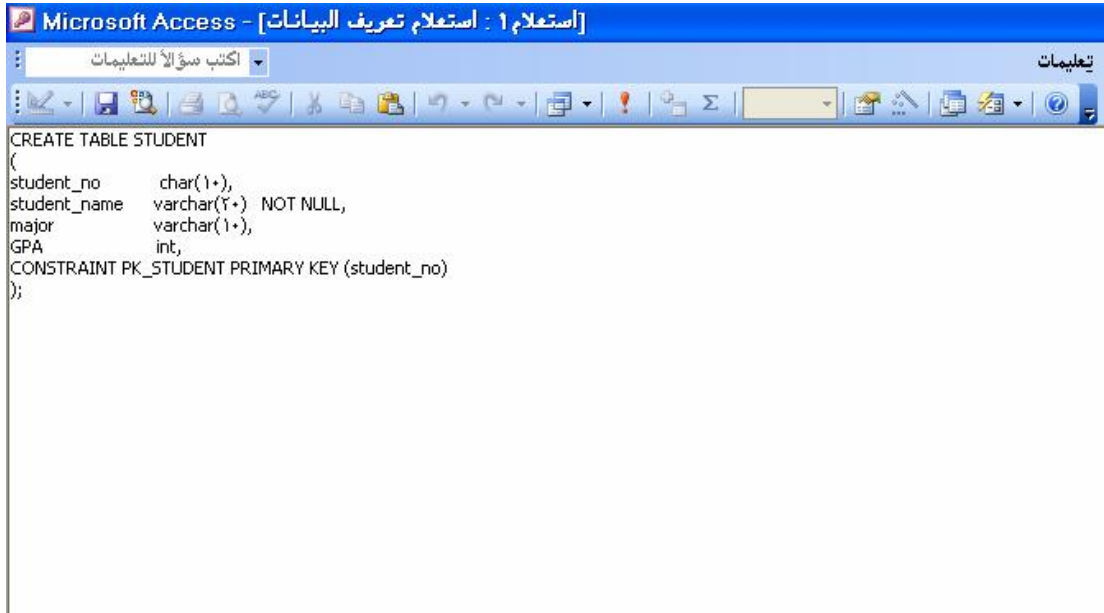 Microsoft Access - [استعلام١ : استعلام تعريف البيانات]
تعليمات
اكتب سؤالاً للتعليمات
CREATE TABLE STUDENT
(
student_no char(١٠),
student_name varchar(٢٠) NOT NULL,
major varchar(١٠),
GPA int,
CONSTRAINT PK_STUDENT PRIMARY KEY (student_no)
);